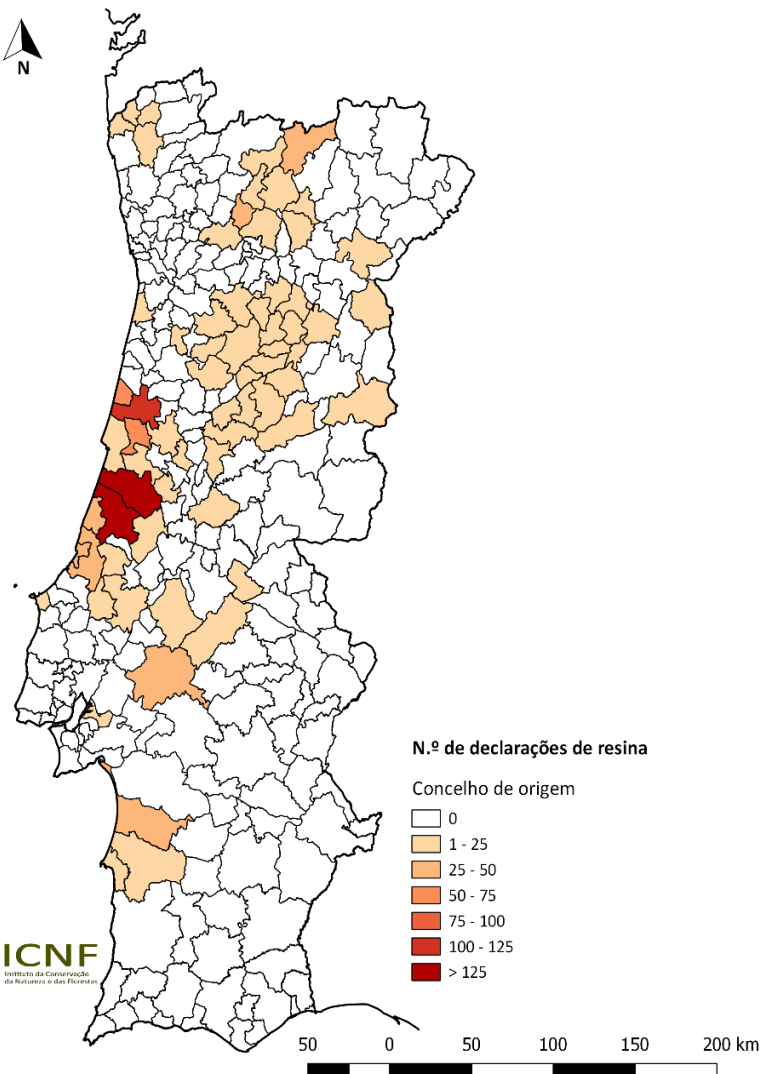 N
N.º de declarações de resina
Concelho de origem
0
1 - 25
25 - 50
50 - 75
75 - 100
100 - 125
> 125
ICNF
Instituto da Conservação
da Natureza e das Florestas
50 0 50 100 150 200 km